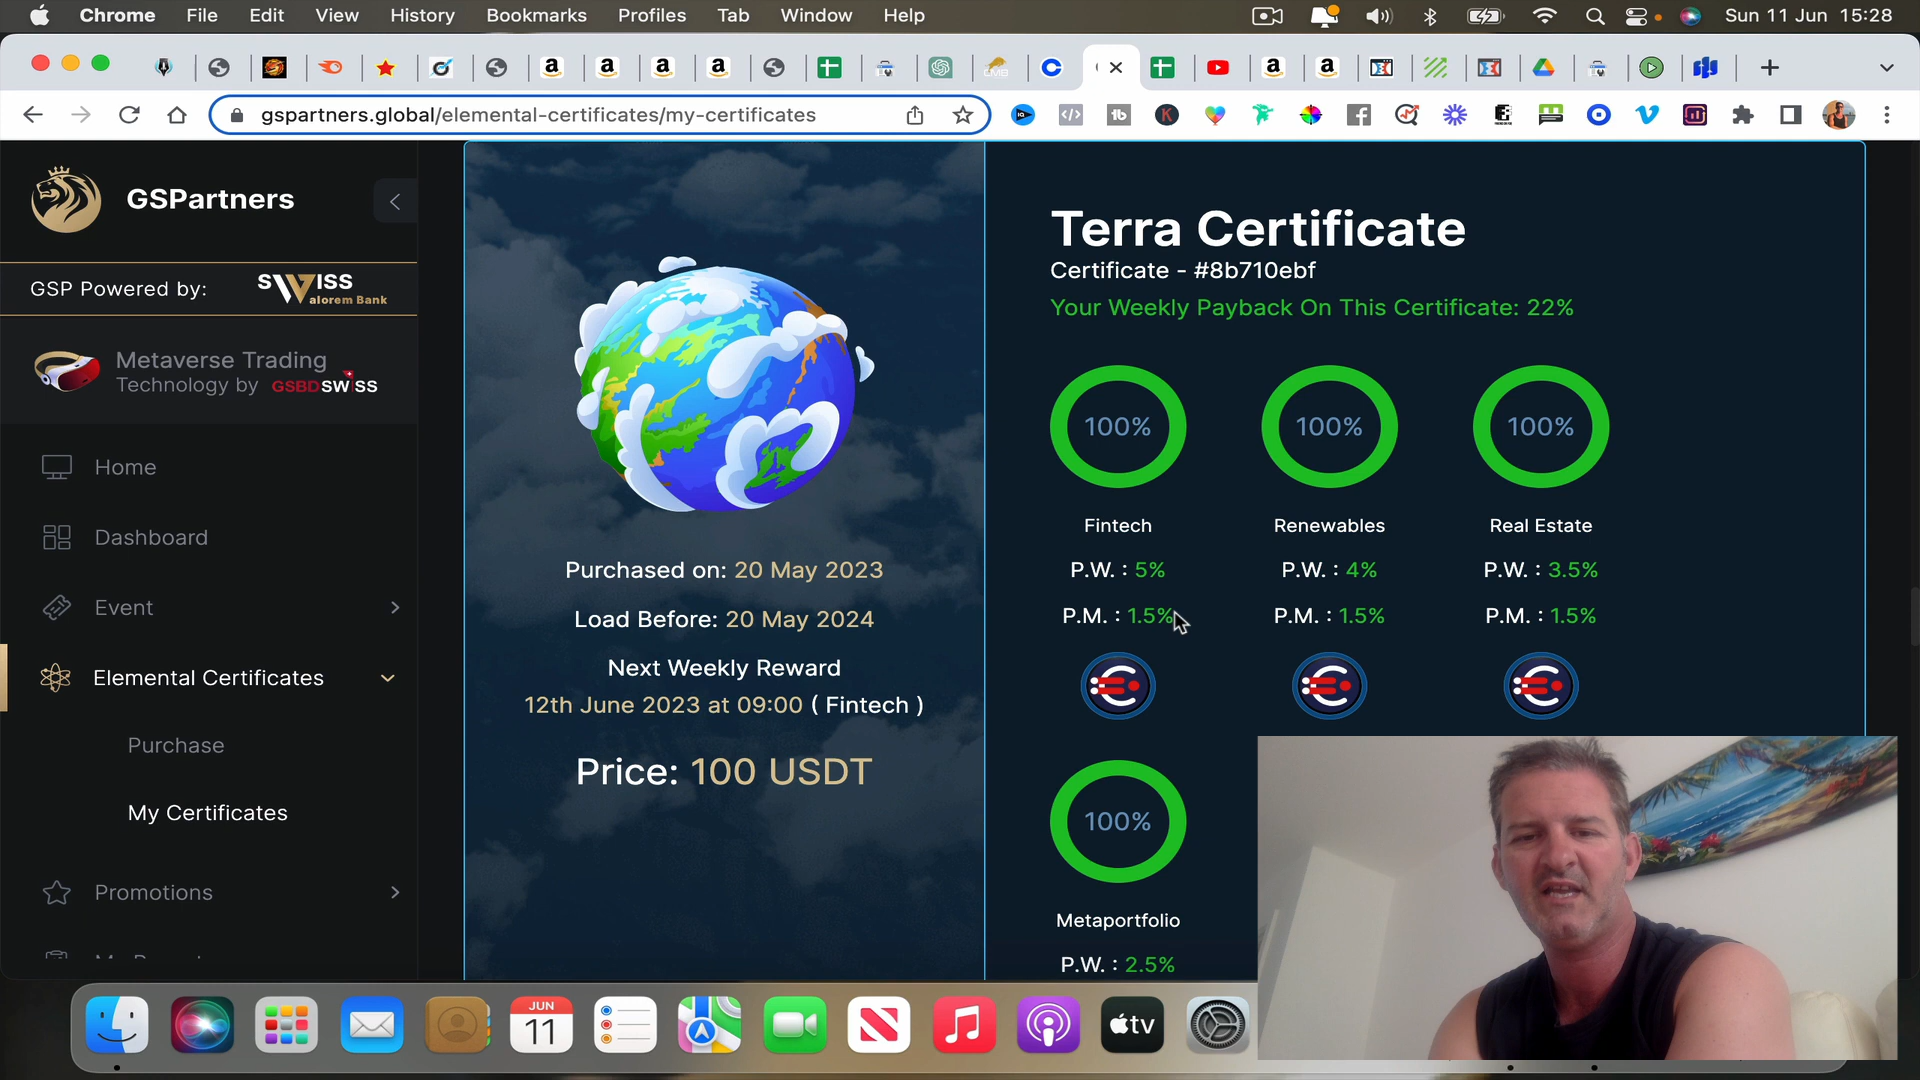 Chrome File Edit View History Bookmarks Profiles Tab Window Help Sun 11 Jun 15:28
gspartners.global/elemental-certificates/my-certificates
GSPartners
GSP Powered by: SWISS
alorem Bank
Metaverse Trading
Technology by GSBDSWISS
Home
Dashboard
Event
Elemental Certificates
Purchase
My Certificates
Promotions
Purchased on: 20 May 2023
Load Before: 20 May 2024
Next Weekly Reward
12th June 2023 at 09:00 ( Fintech )
Price: 100 USDT
Terra Certificate
Certificate - #8b710ebf
Your Weekly Payback On This Certificate: 22%
100% 100% 100%
Fintech Renewables Real Estate
P.W. : 5% P.W. : 4% P.W. : 3.5%
P.M. : 1.5% P.M. : 1.5% P.M. : 1.5%
100%
Metaportfolio
P.W. : 2.5%
JUN
11
tv